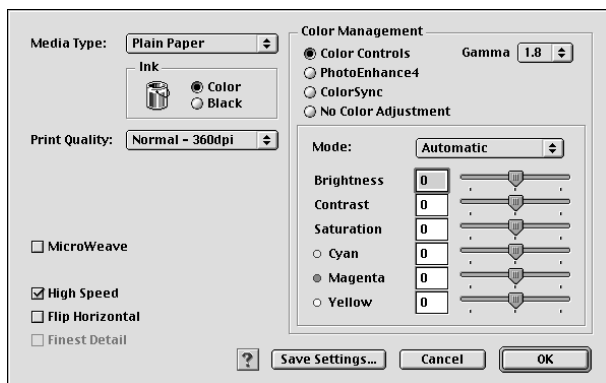 Media Type: Plain Paper
Ink
Color
Black
Print Quality: Normal - 360dpi
MicroWeave
High Speed
Flip Horizontal
Finest Detail
Color Management
Color Controls Gamma 1.8
PhotoEnhance4
ColorSync
No Color Adjustment
Mode: Automatic
Brightness 0
Contrast 0
Saturation 0
Cyan 0
Magenta 0
Yellow 0
? Save Settings... Cancel OK